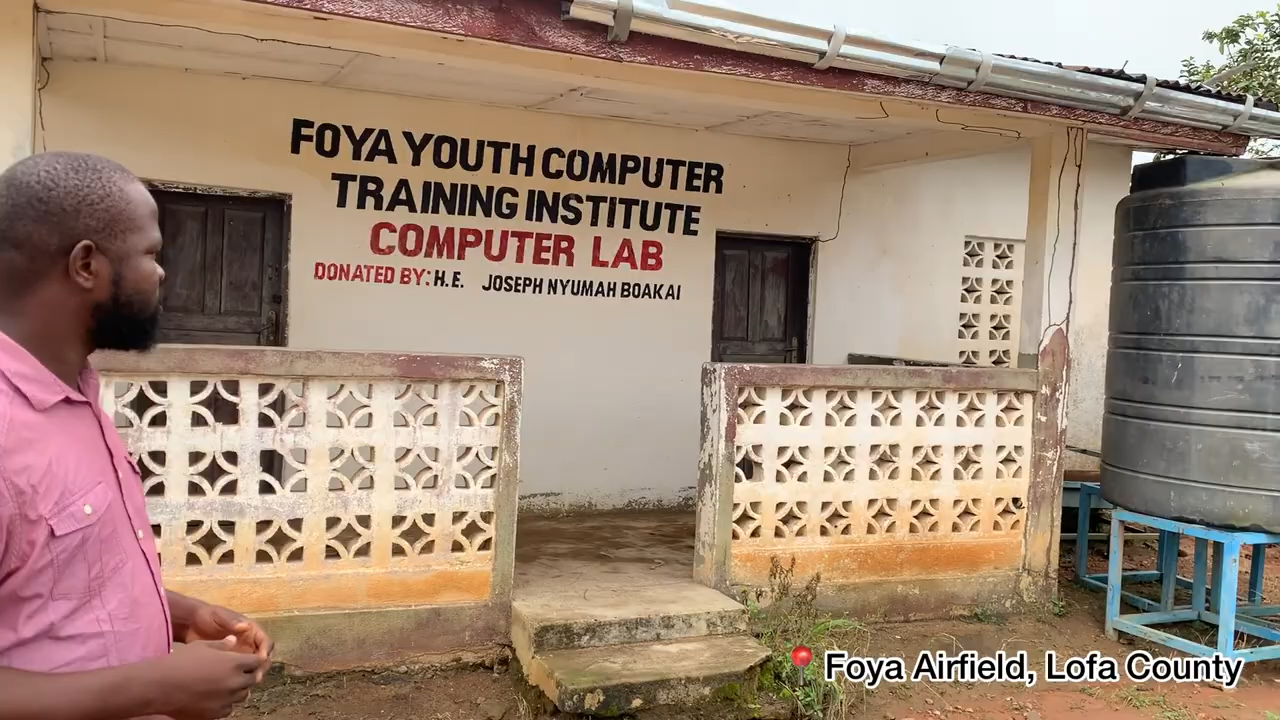 FOYA YOUTH COMPUTER
TRAINING INSTITUTE
COMPUTER LAB
DONATED BY: H.E. JOSEPH NYUMAH BOAKAI
Foya Airfield, Lofa County